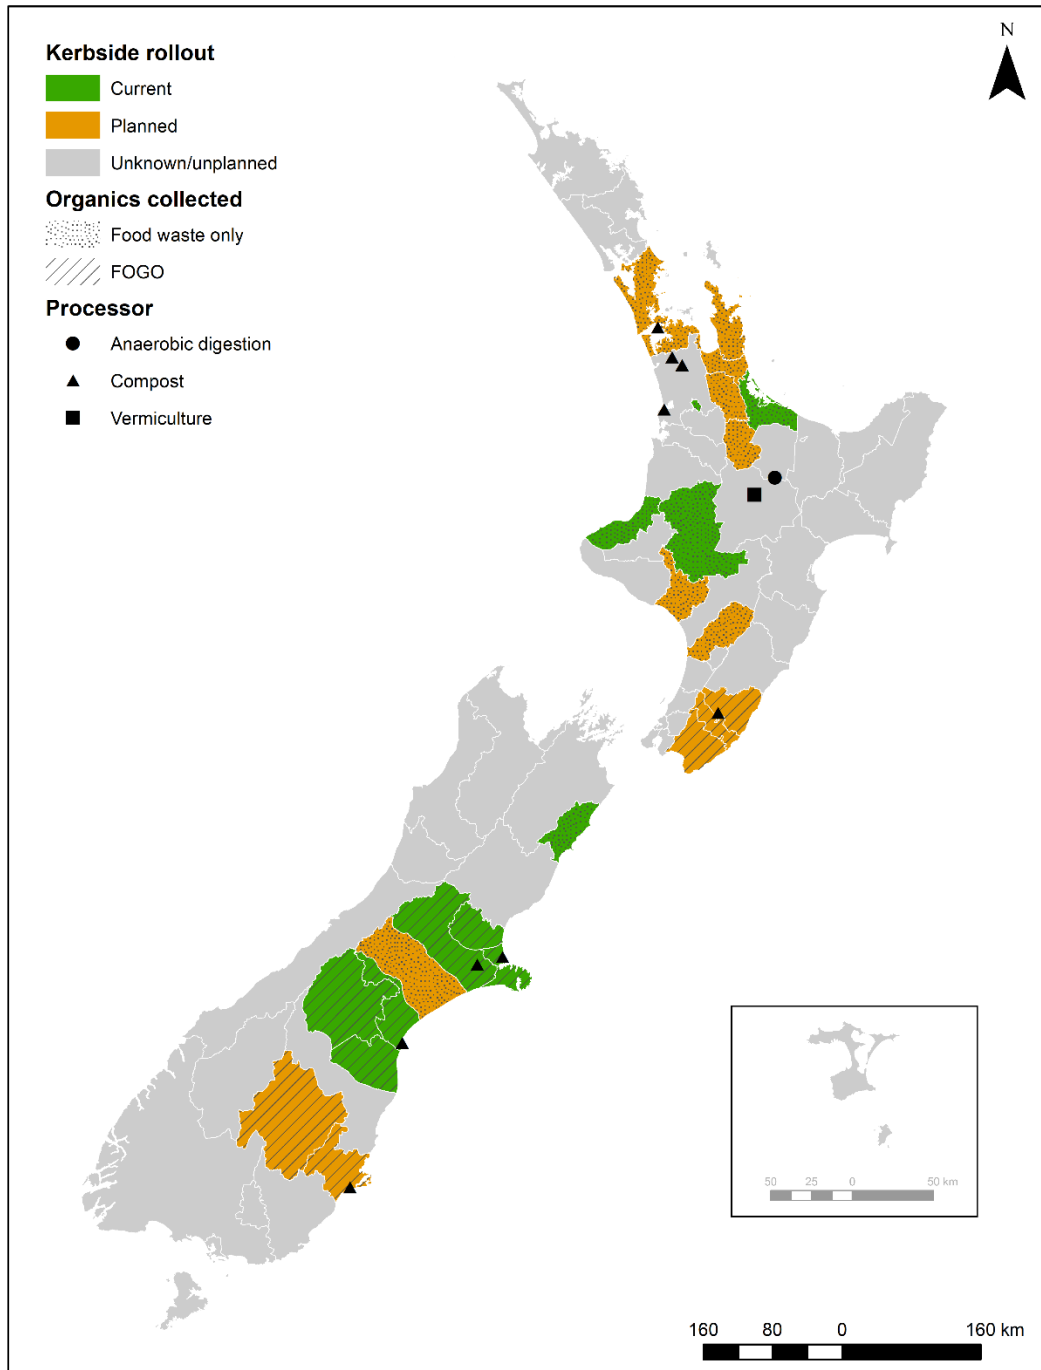 Kerbside rollout
Current
Planned
Unknown/unplanned
Organics collected
Food waste only
FOGO
Processor
Anaerobic digestion
Compost
Vermiculture
N
50 25 0 50 km
160 80 0 160 km